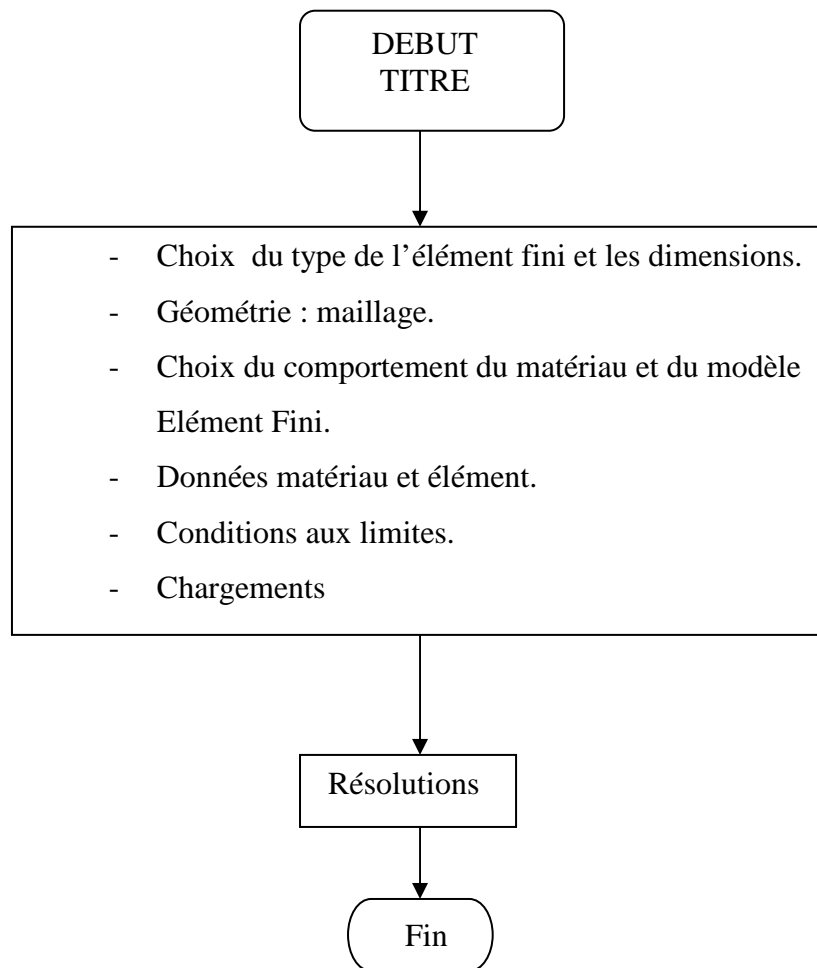 DEBUT
TITRE
- Choix du type de l’élément fini et les dimensions.
- Géométrie : maillage.
- Choix du comportement du matériau et du modèle
Elément Fini.
- Données matériau et élément.
- Conditions aux limites.
- Chargements
Résolutions
Fin